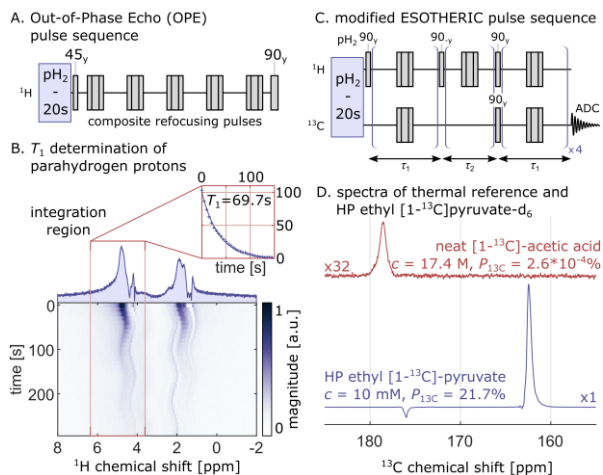 A. Out-of-Phase Echo (OPE)
pulse sequence
45y
90y
1H
pH2
-
20s
composite refocusing pulses
B. T1 determination of
parahydrogen protons
integration
region
0
100
T1=69.7s
100
50
0
time [s]
time [s]
0
100
200
1
0
magnitude [a.u.]
8
6
4
2
0
-2
1H chemical shift [ppm]
C. modified ESOTHERIC pulse sequence
pH2
90y
90-y
90y
1H
pH2
-
20s
90y
13C
ADC
x4
τ1
τ2
τ1
D. spectra of thermal reference and
HP ethyl [1-13C]pyruvate-d6
neat [1-13C]-acetic acid
x32
c = 17.4 M, P13C = 2.6*10-4%
HP ethyl [1-13C]-pyruvate
c = 10 mM, P13C = 21.7%
x1
180
170
160
13C chemical shift [ppm]